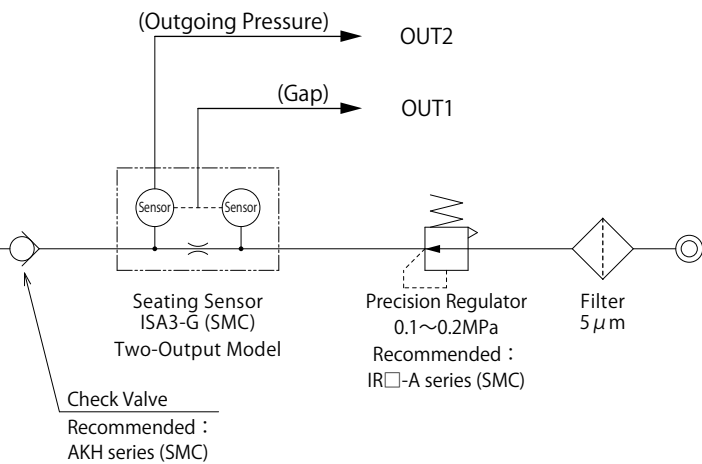 (Outgoing Pressure)
OUT2
(Gap)
OUT1
Sensor
Sensor
Seating Sensor
ISA3-G (SMC)
Two-Output Model
Precision Regulator
0.1～0.2MPa
Recommended：
IR□-A series (SMC)
Filter
5μm
Check Valve
Recommended：
AKH series (SMC)